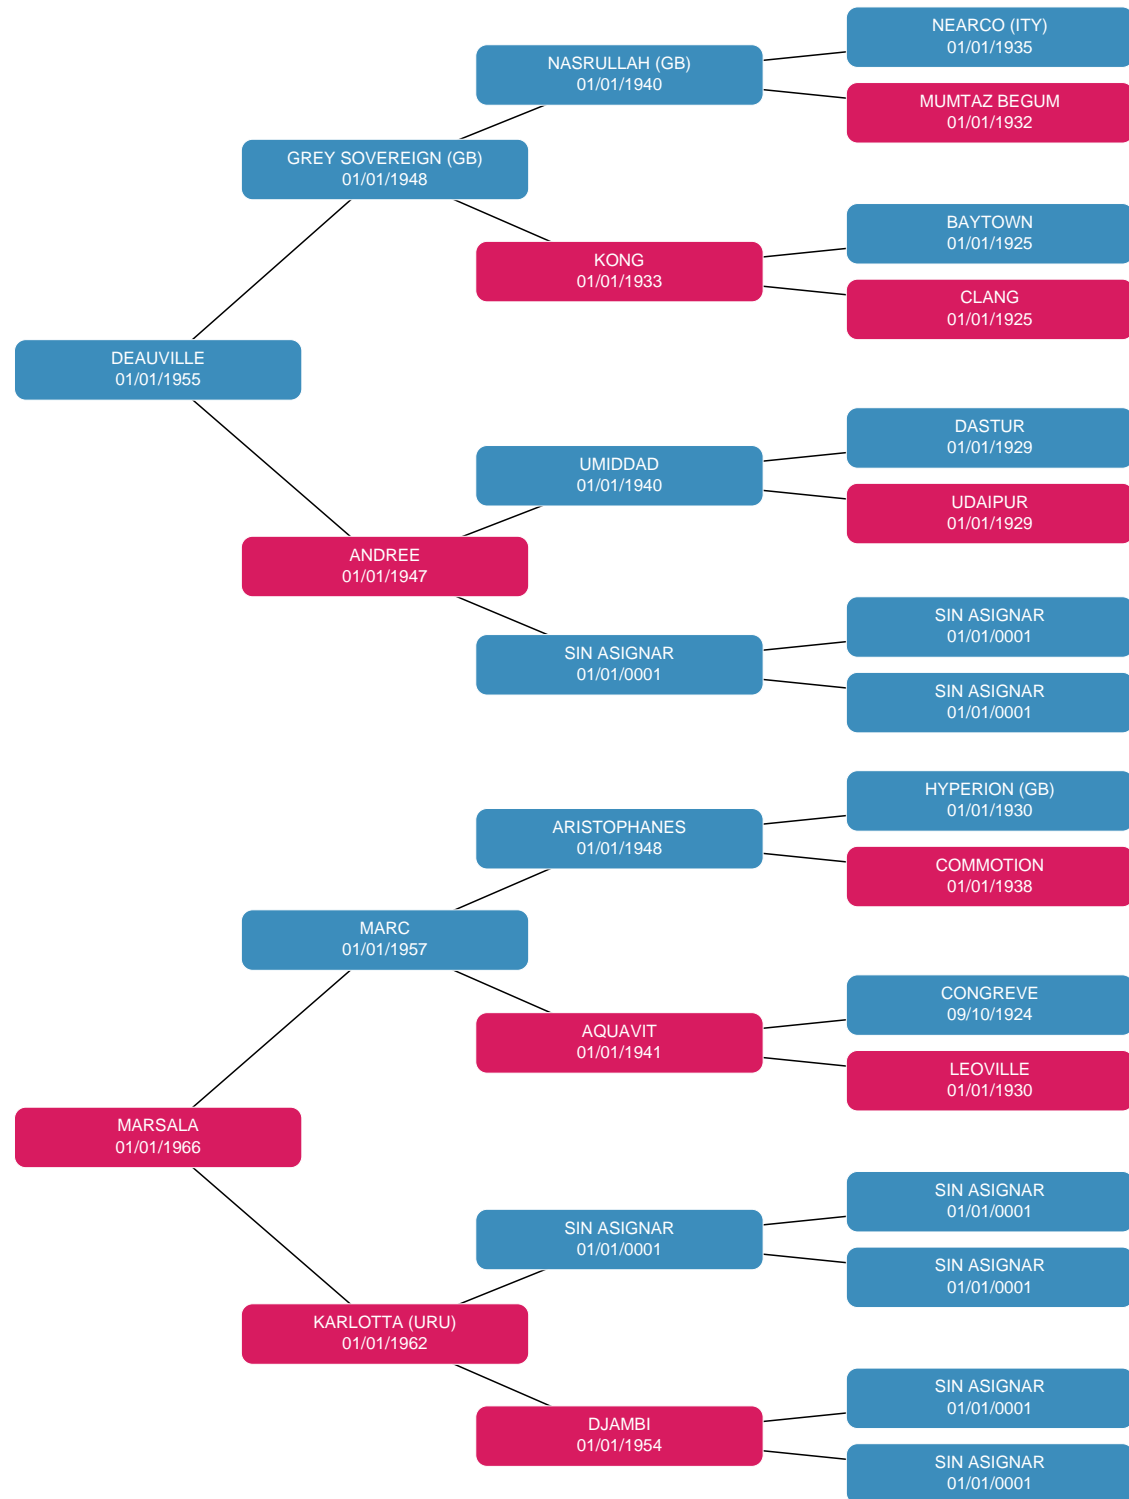 NEARCO (ITY)
01/01/1935
NASRULLAH (GB)
01/01/1940
MUMTAZ BEGUM
01/01/1932
GREY SOVEREIGN (GB)
01/01/1948
BAYTOWN
01/01/1925
KONG
01/01/1933
CLANG
01/01/1925
DEAUVILLE
01/01/1955
DASTUR
01/01/1929
UMIDDAD
01/01/1940
UDAIPUR
01/01/1929
ANDREE
01/01/1947
SIN ASIGNAR
01/01/0001
SIN ASIGNAR
01/01/0001
SIN ASIGNAR
01/01/0001
HYPERION (GB)
01/01/1930
ARISTOPHANES
01/01/1948
COMMOTION
01/01/1938
MARC
01/01/1957
CONGREVE
09/10/1924
AQUAVIT
01/01/1941
LEOVILLE
01/01/1930
MARSALA
01/01/1966
SIN ASIGNAR
01/01/0001
SIN ASIGNAR
01/01/0001
SIN ASIGNAR
01/01/0001
KARLOTTA (URU)
01/01/1962
SIN ASIGNAR
01/01/0001
DJAMBI
01/01/1954
SIN ASIGNAR
01/01/0001